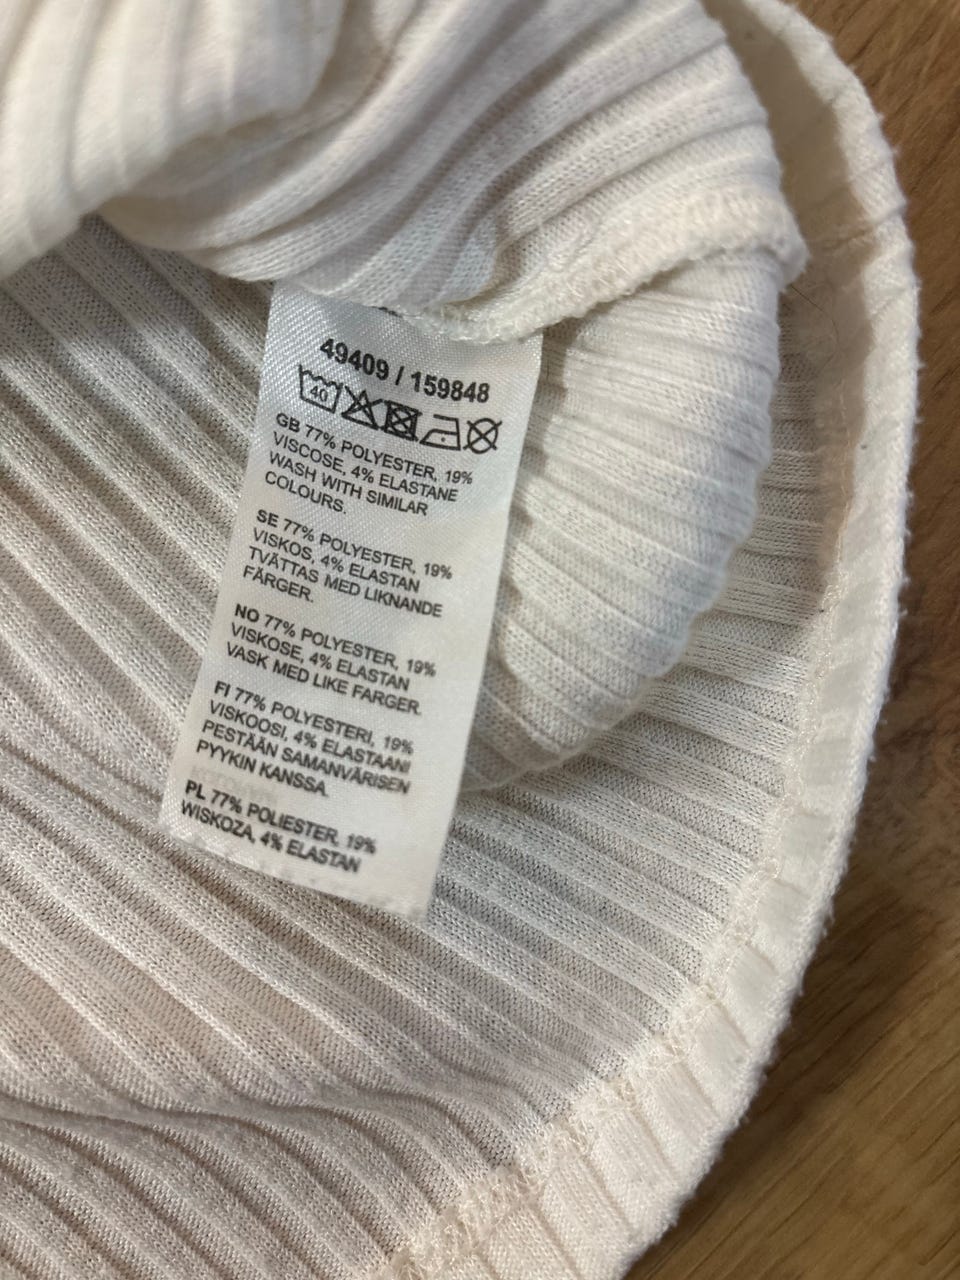 49409 / 159848
40
GB 77% POLYESTER, 19%
VISCOSE, 4% ELASTANE
WASH WITH SIMILAR
COLOURS.
SE 77% POLYESTER, 19%
VISKOS, 4% ELASTAN
TVÄTTAS MED LIKNANDE
FÄRGER.
NO 77% POLYESTER, 19%
VISKOSE, 4% ELASTAN
VASK MED LIKE FARGER.
FI 77% POLYESTERI, 19%
VISKOOSI, 4% ELASTAANI
PESTÄÄN SAMANVÄRISEN
PYYKIN KANSSA.
PL 77% POLIESTER, 19%
WISKOZA, 4% ELASTAN